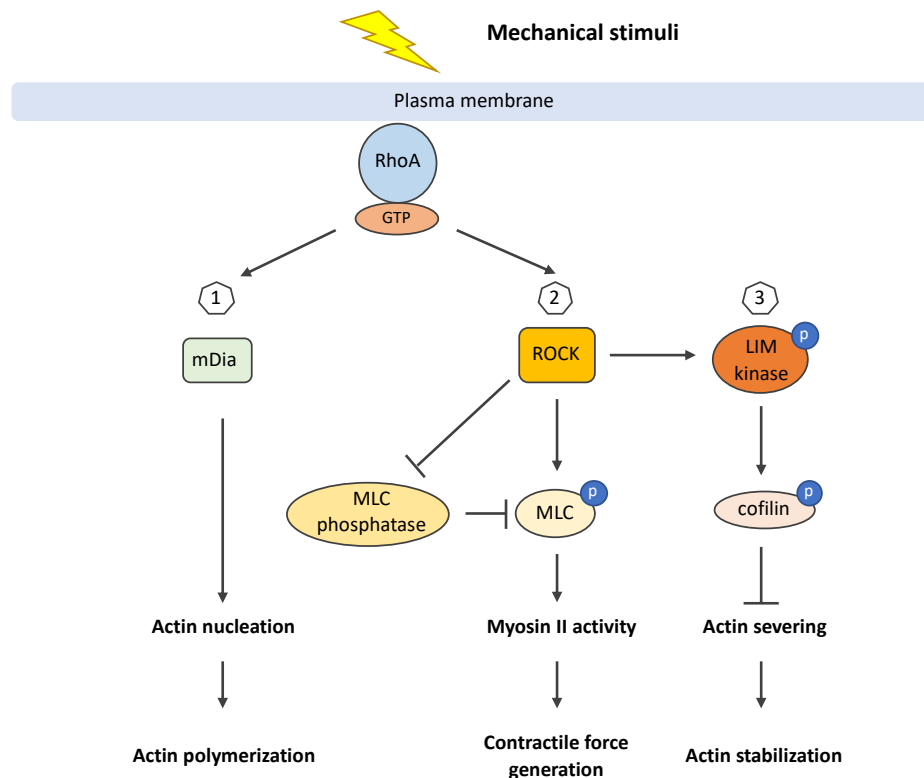 Mechanical stimuli
Plasma membrane
RhoA
GTP
1
2
3
mDia
ROCK
LIM
kinase
p
MLC
phosphatase
MLC
p
cofilin
p
Actin nucleation
Myosin II activity
Actin severing
Actin polymerization
Contractile force
generation
Actin stabilization